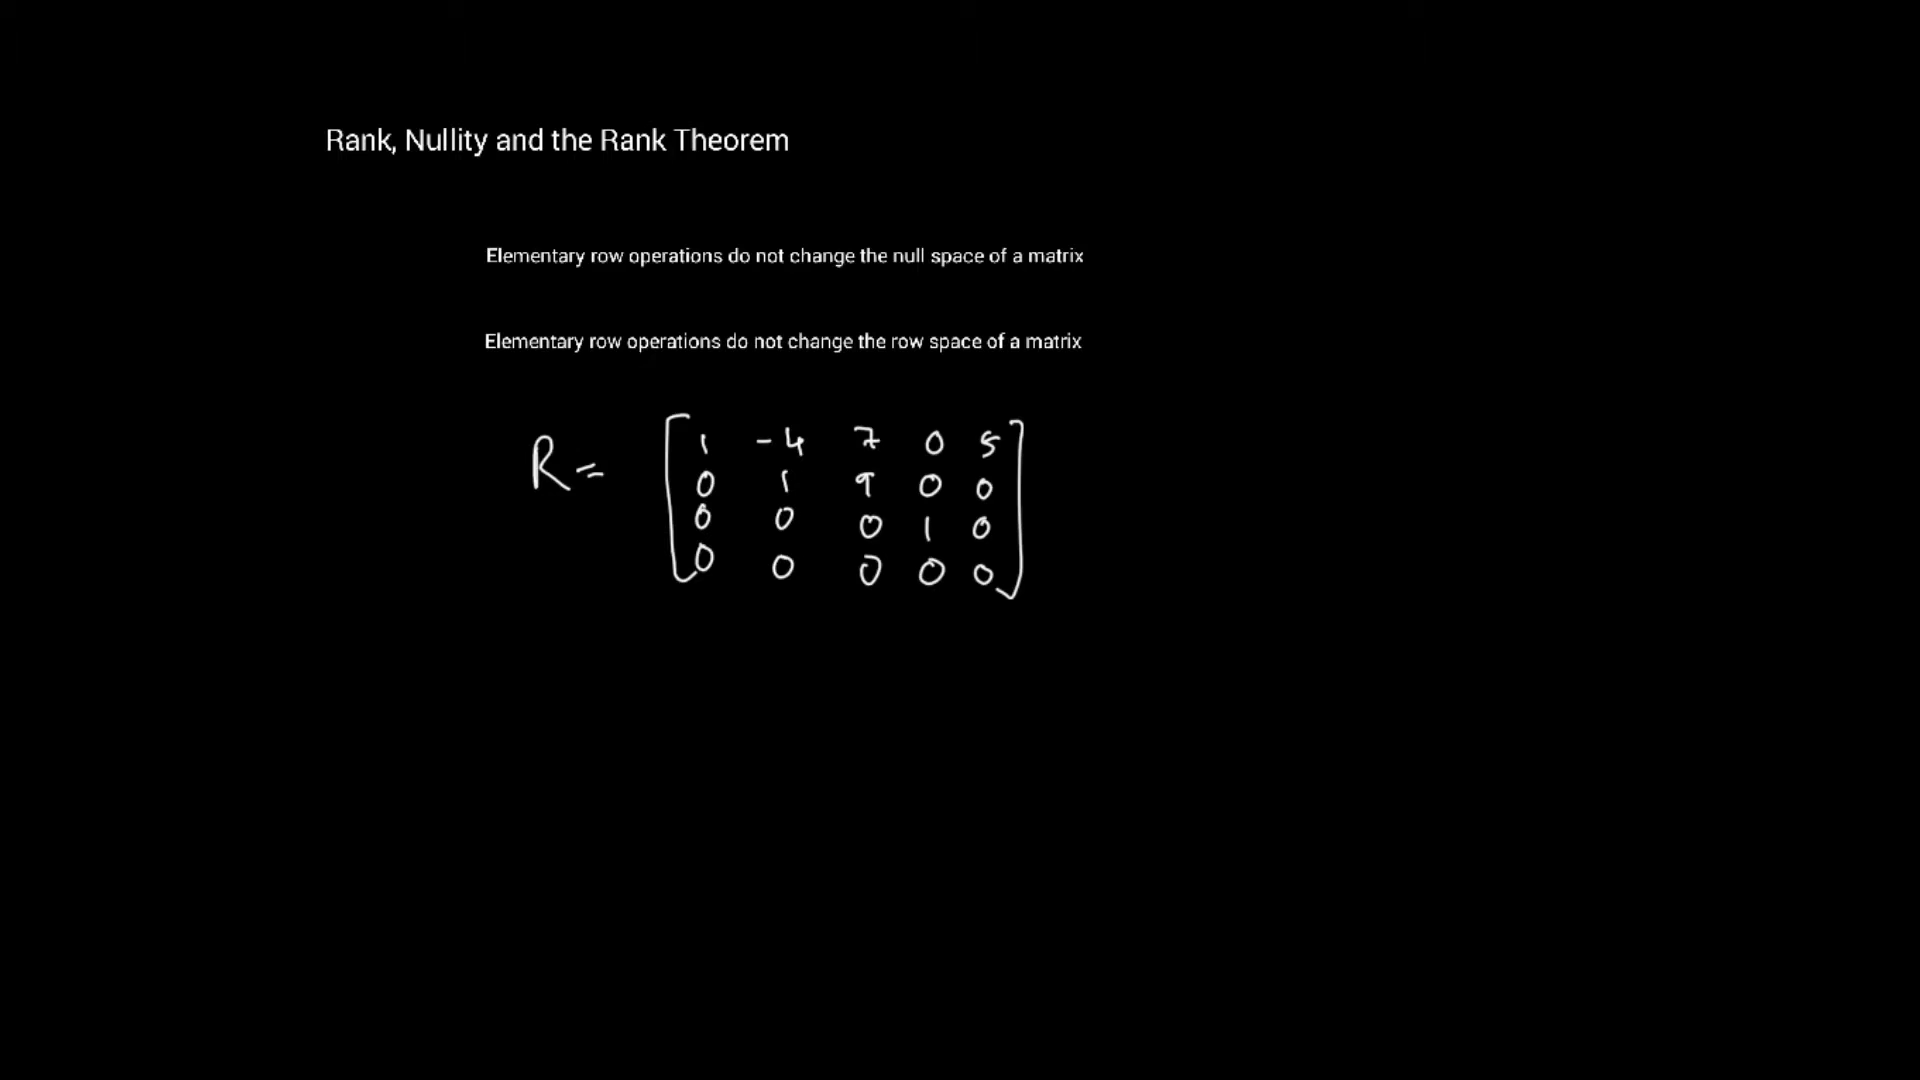 Rank, Nullity and the Rank Theorem
Elementary row operations do not change the null space of a matrix
Elementary row operations do not change the row space of a matrix
R = [ 1 -4 7 0 5 ]
0 1 9 0 0
0 0 0 1 0
0 0 0 0 0